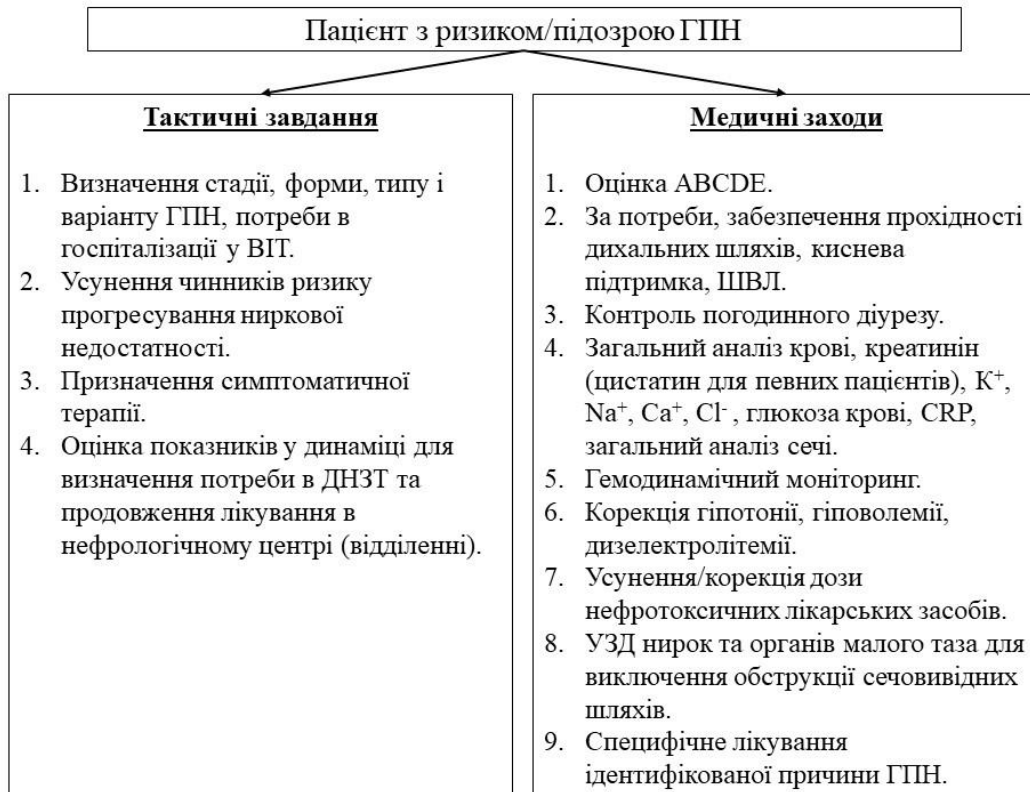 Пацієнт з ризиком/підозрою ГПН
Тактичні завдання
1. Визначення стадії, форми, типу і
варіанту ГПН, потреби в
госпіталізації у ВІТ.
2. Усунення чинників ризику
прогресування ниркової
недостатності.
3. Призначення симптоматичної
терапії.
4. Оцінка показників у динаміці для
визначення потреби в ДНЗТ та
продовження лікування в
нефрологічному центрі (відділенні).
Медичні заходи
1. Оцінка ABCDE.
2. За потреби, забезпечення прохідності
дихальних шляхів, киснева
підтримка, ШВЛ.
3. Контроль погодинного діурезу.
4. Загальний аналіз крові, креатинін
(цистатин для певних пацієнтів), K⁺,
Na⁺, Ca⁺, Cl⁻ , глюкоза крові, CRP,
загальний аналіз сечі.
5. Гемодинамічний моніторинг.
6. Корекція гіпотонії, гіповолемії,
дизелектролітемії.
7. Усунення/корекція дози
нефротоксичних лікарських засобів.
8. УЗД нирок та органів малого таза для
виключення обструкції сечовивідних
шляхів.
9. Специфічне лікування
ідентифікованої причини ГПН.